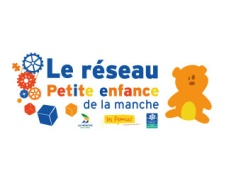 Le réseau
Petite enfance
de la manche